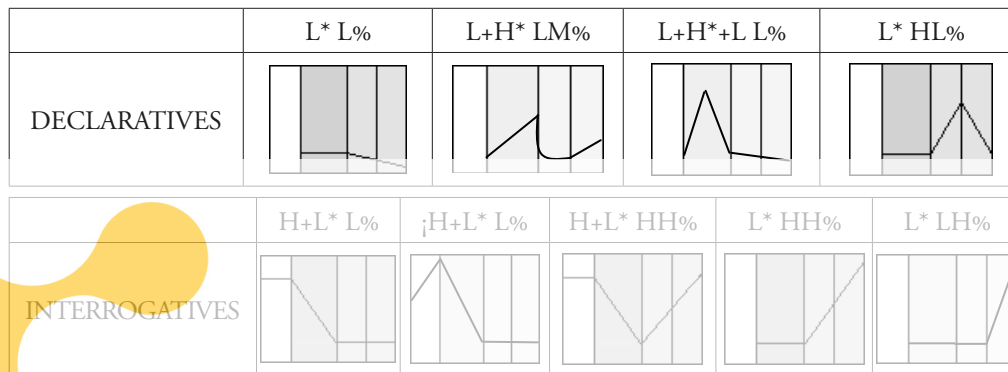 L* L% L+H* LM% L+H*+L L% L* HL%
DECLARATIVES
H+L* L% ¡H+L* L% H+L* HH% L* HH% L* LH%
INTERROGATIVES